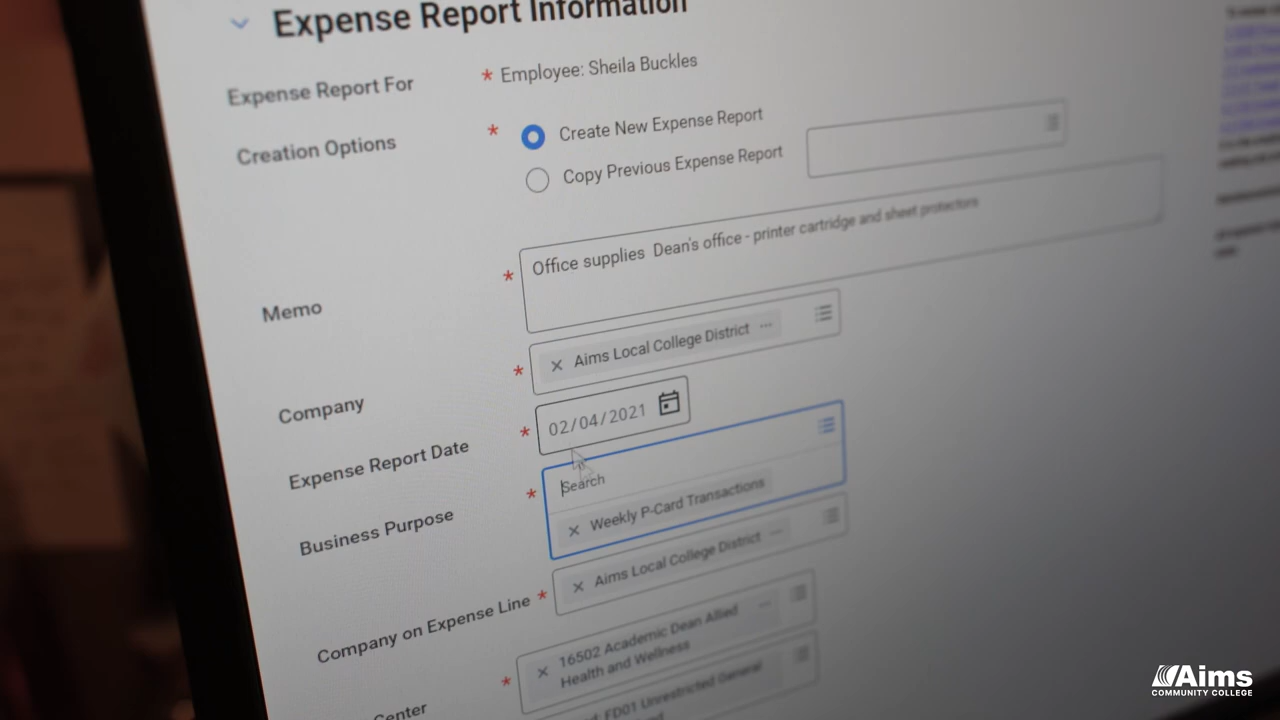 Expense Report Information
Expense Report For * Employee: Sheila Buckles
Creation Options * Create New Expense Report
Copy Previous Expense Report
Memo * Office supplies Dean's office - printer cartridge and sheet protectors
Company * × Aims Local College District ...
Expense Report Date * 02/04/2021
Business Purpose * Search
× Weekly P-Card Transactions
Company on Expense Line * × Aims Local College District ...
Center * × 16502 Academic Dean Allied ...
Health and Wellness
FD01 Unrestricted General
Aims
COMMUNITY COLLEGE